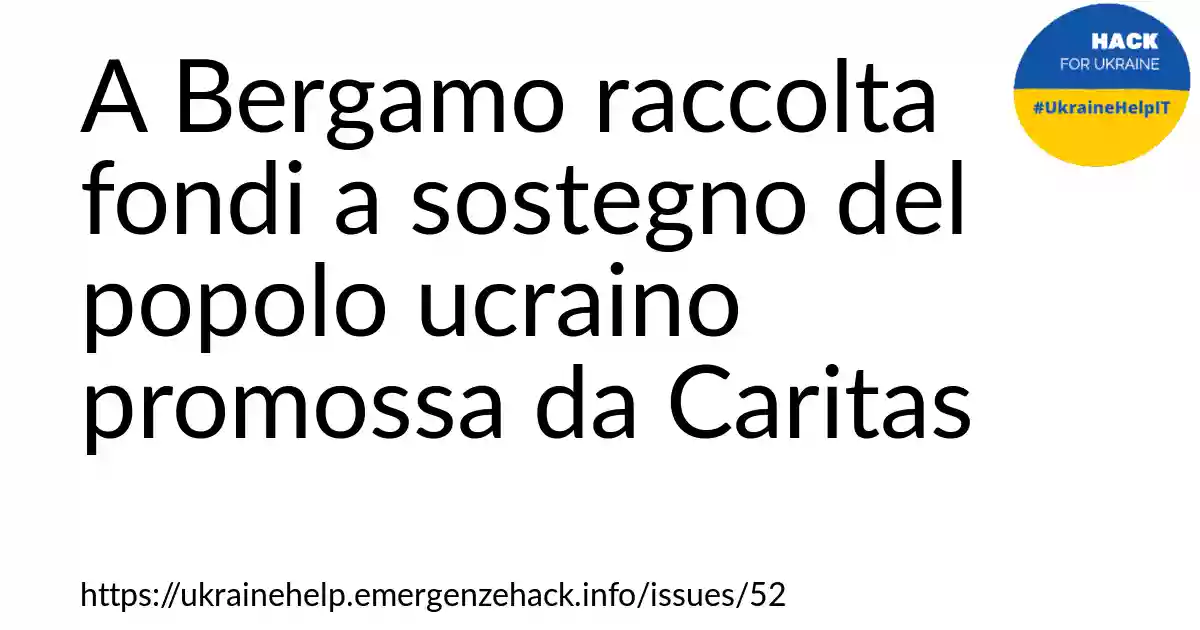 HACK
FOR UKRAINE
#UkraineHelpIT
A Bergamo raccolta
fondi a sostegno del
popolo ucraino
promossa da Caritas
https://ukrainehelp.emergenzehack.info/issues/52